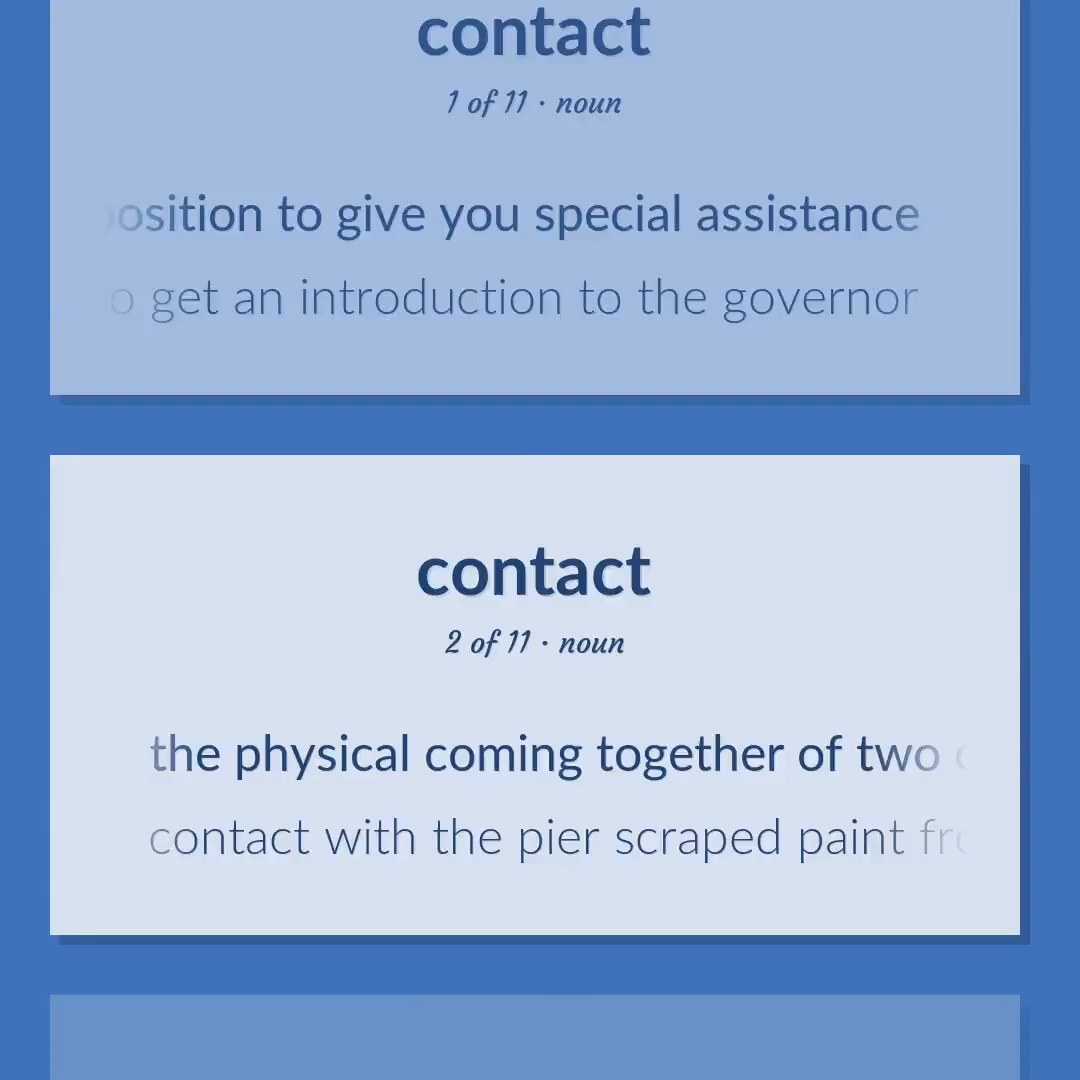 contact
1 of 11 · noun
to give you special assistance
get an introduction to the governor
contact
2 of 11 · noun
the physical coming together of two
contact with the pier scraped paint